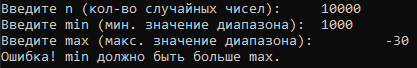 Введите n (кол-во случайных чисел): 10000
Введите min (мин. значение диапазона): 1000
Введите max (макс. значение диапазона): -30
Ошибка! min должно быть больше max.